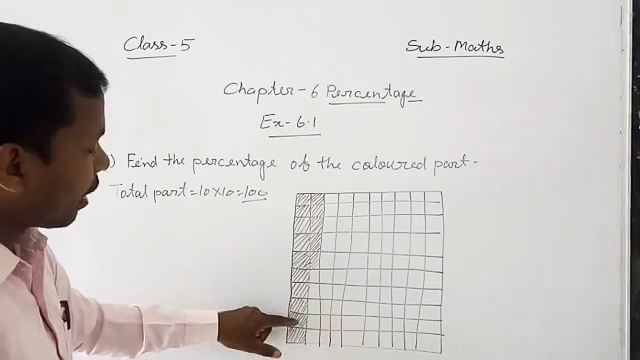 Class-5
Sub-Maths
Chapter-6 Percentage
Ex-6.1
) Find the percentage of the coloured part-
Total part=10×10=100